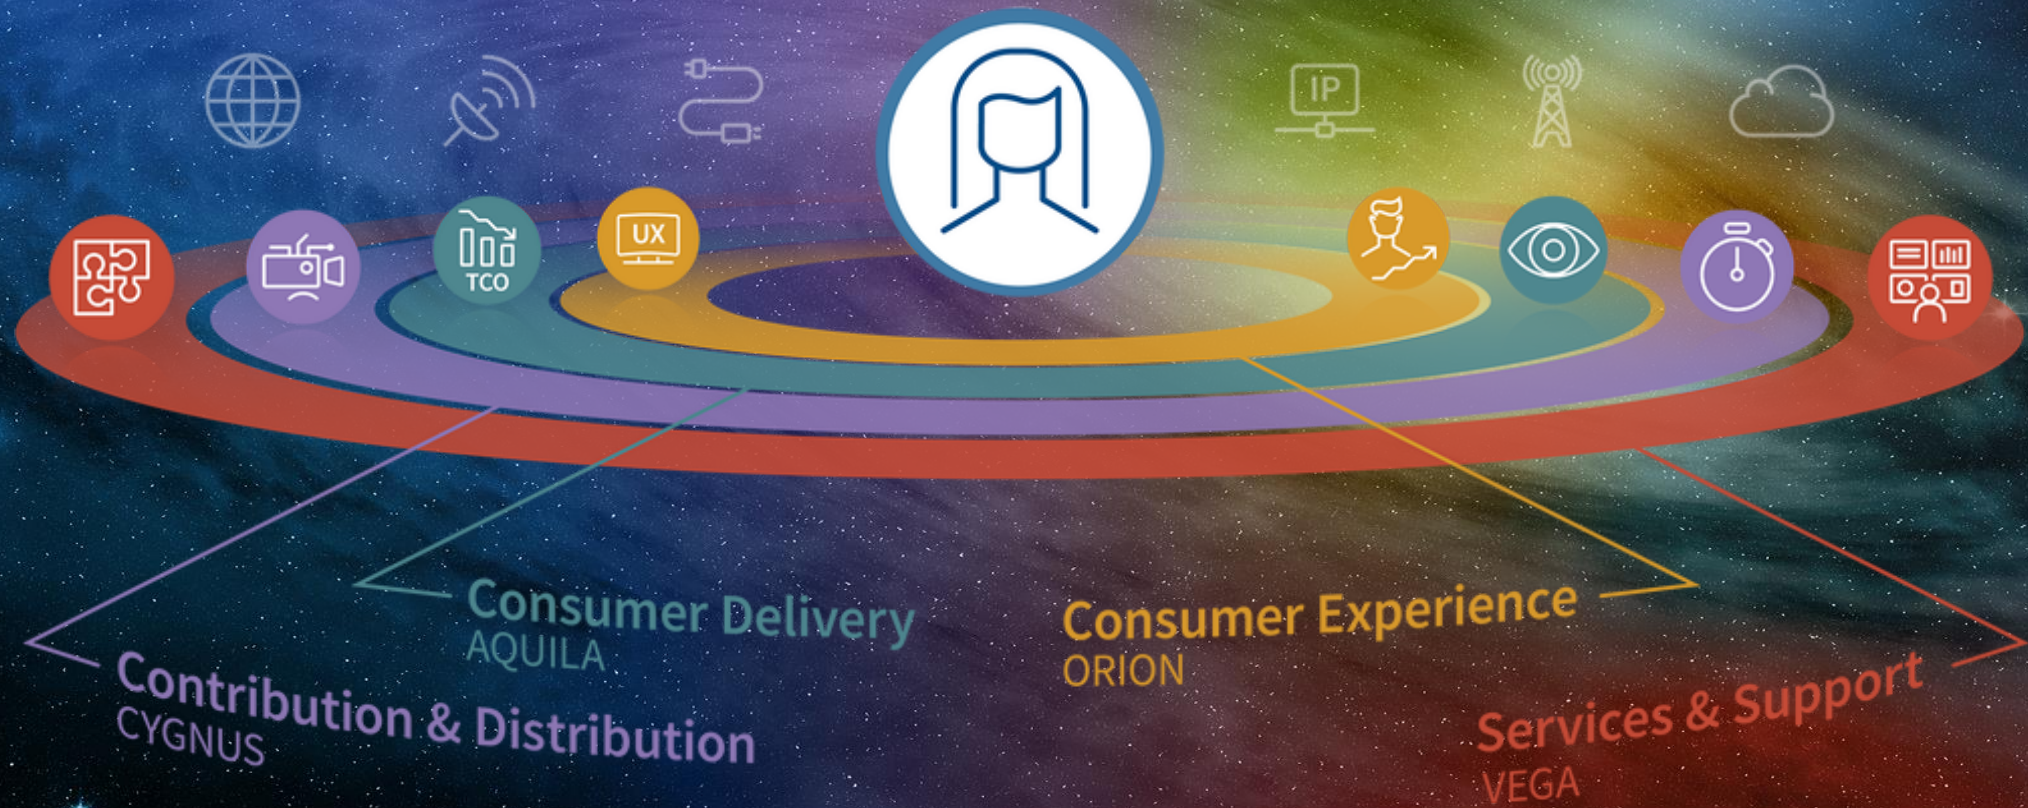 IP
UX
TCO
Consumer Delivery
AQUILA
Consumer Experience
ORION
Contribution & Distribution
CYGNUS
Services & Support
VEGA